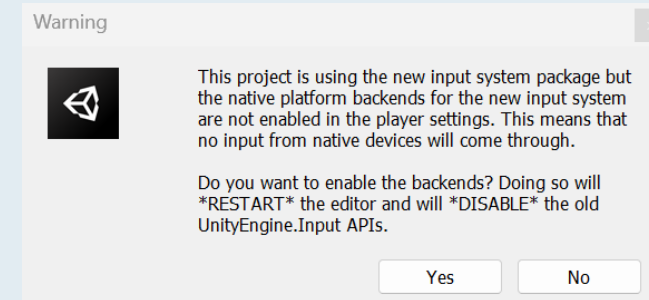 Warning
This project is using the new input system package but
the native platform backends for the new input system
are not enabled in the player settings. This means that
no input from native devices will come through.
Do you want to enable the backends? Doing so will
*RESTART* the editor and will *DISABLE* the old
UnityEngine.Input APIs.
Yes
No